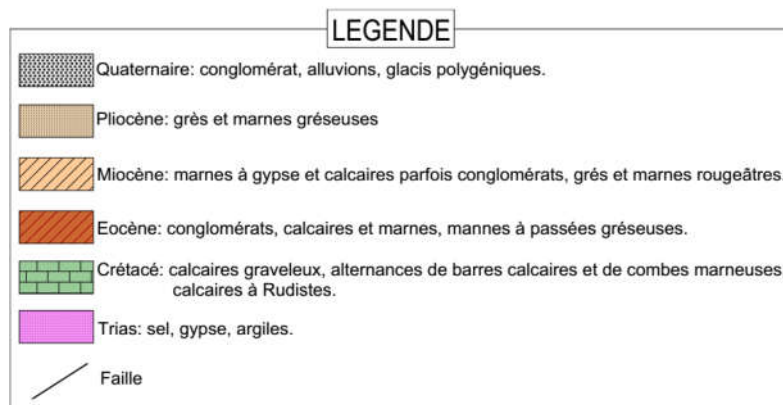 LEGENDE
Quaternaire: conglomérat, alluvions, glacis polygéniques.
Pliocène: grès et marnes gréseuses
Miocène: marnes à gypse et calcaires parfois conglomérats, grés et marnes rougeâtres.
Eocène: conglomérats, calcaires et marnes, mannes à passées gréseuses.
Crétacé: calcaires graveleux, alternances de barres calcaires et de combes marneuses
calcaires à Rudistes.
Trias: sel, gypse, argiles.
Faille